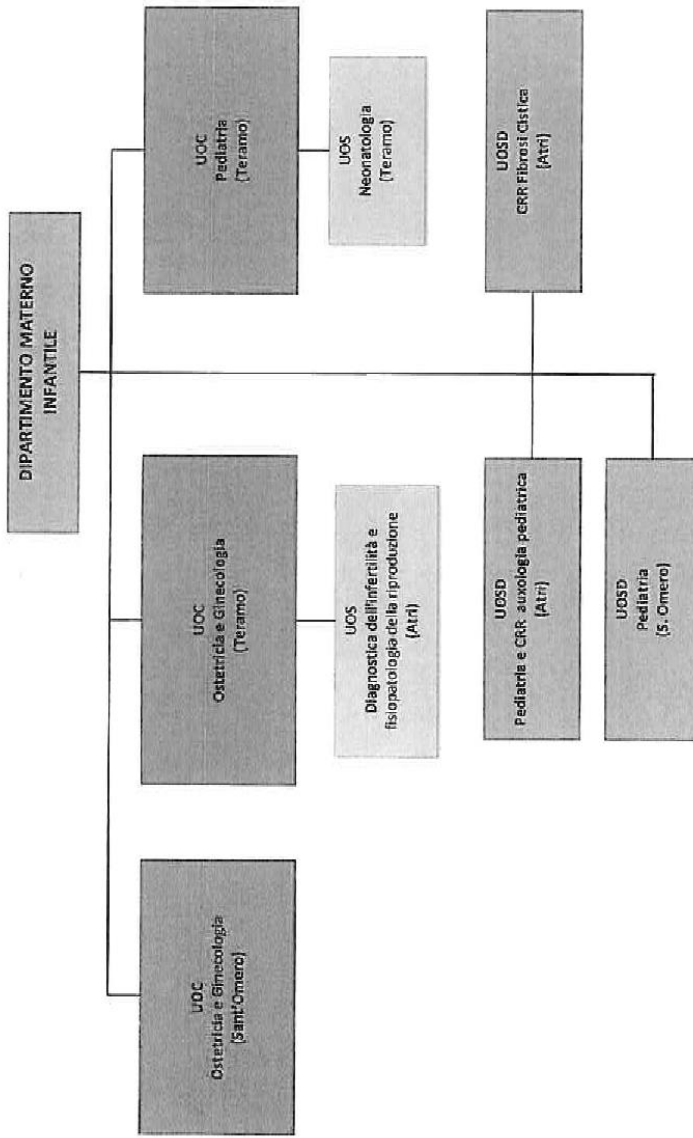 DIPARTIMENTO MATERNO
INFANTILE
UOC
Ostetricia e Ginecologia
(Sant'Omero)
UOC
Ostetricia e Ginecologia
(Teramo)
UOC
Pediatria
(Teramo)
UOS
Diagnostica dell'infertilità e
fisiopatologia della riproduzione
(Atri)
UOS
Neonatologia
(Teramo)
UOSD
Pediatria e CRR auxologia pediatrica
(Atri)
UOSD
CRR Fibrosi Cistica
(Atri)
UOSD
Pediatria
(S. Omero)